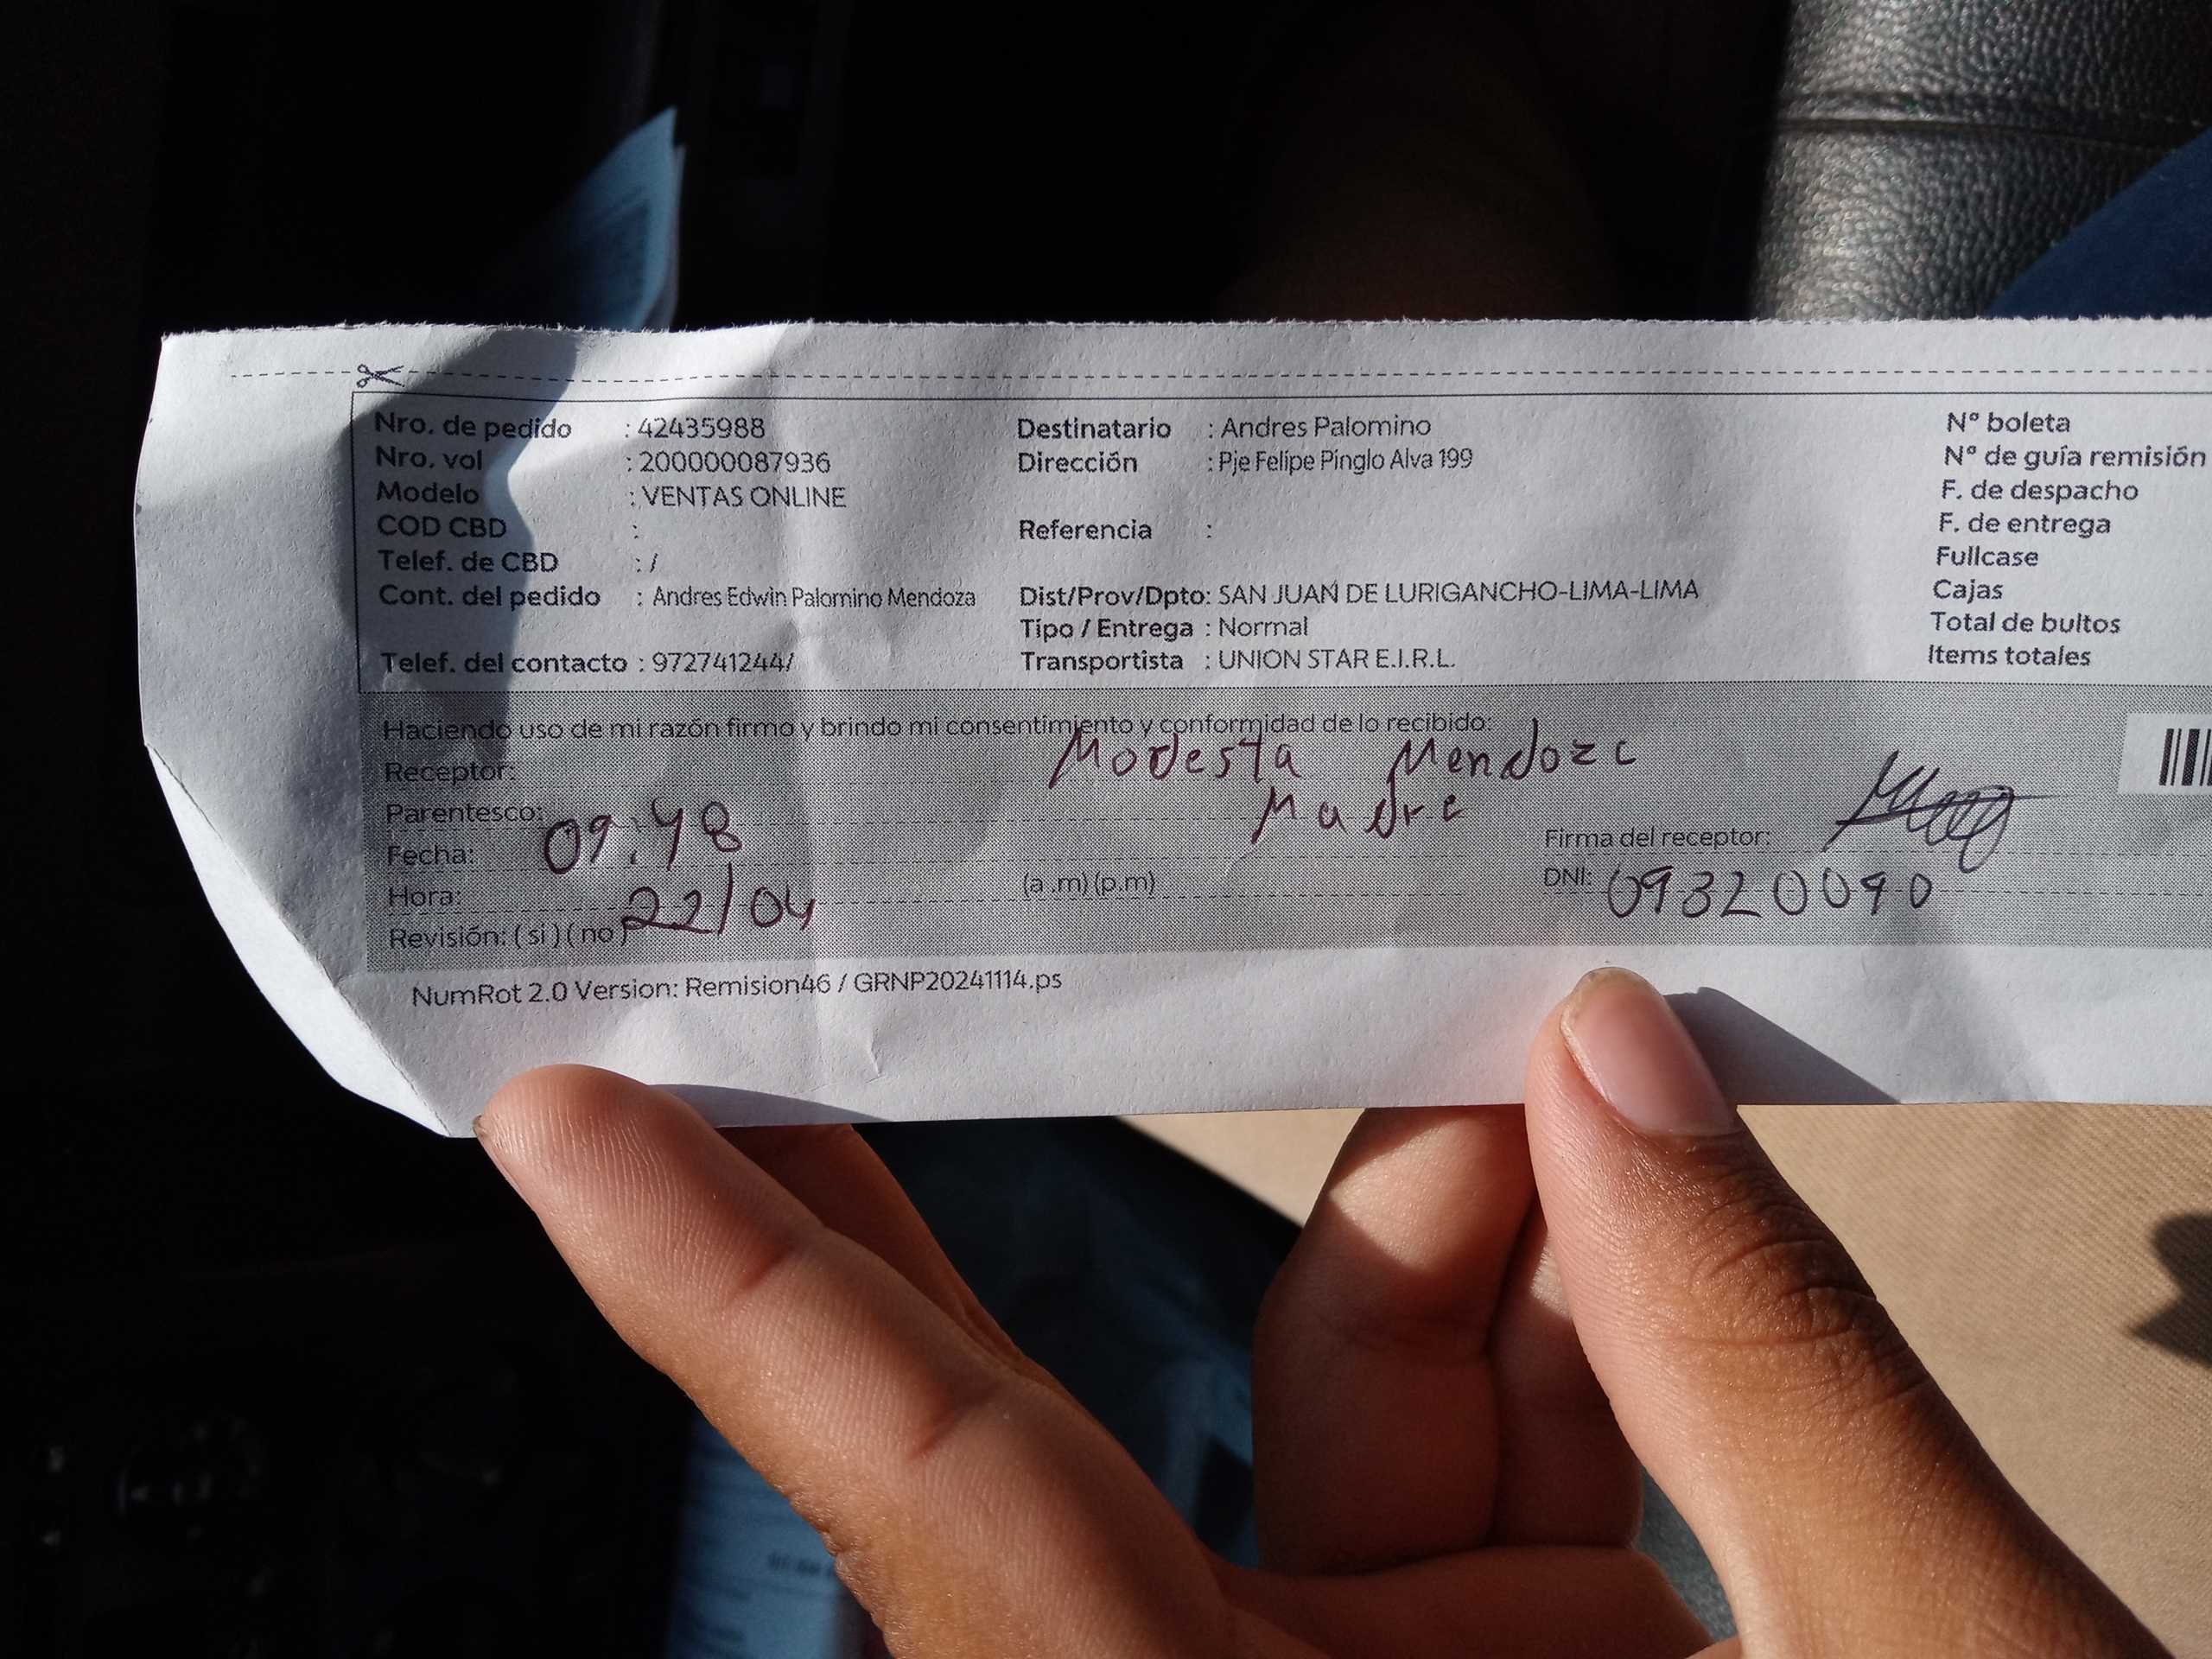 Nro. de pedido : 42435988
Nro. vol : 200000087936
Modelo : VENTAS ONLINE
COD CBD :
Telef. de CBD : /
Cont. del pedido : Andres Edwin Palomino Mendoza
Telef. del contacto : 972741244/
Destinatario : Andres Palomino
Dirección : Pje Felipe Pinglo Alva 199
Referencia :
Dist/Prov/Dpto: SAN JUAN DE LURIGANCHO-LIMA-LIMA
Tipo / Entrega : Normal
Transportista : UNION STAR E.I.R.L.
N° boleta
N° de guía remisión
F. de despacho
F. de entrega
Fullcase
Cajas
Total de bultos
Items totales
Haciendo uso de mi razón firmo y brindo mi consentimiento y conformidad de lo recibido:
Receptor: Modesta Mendoza
Parentesco: Madre
Fecha: 09:48
Hora: 22/04 (a .m) (p.m)
Revisión: ( si ) ( no )
Firma del receptor:
DNI: 09320090
NumRot 2.0 Version: Remision46 / GRNP20241114.ps